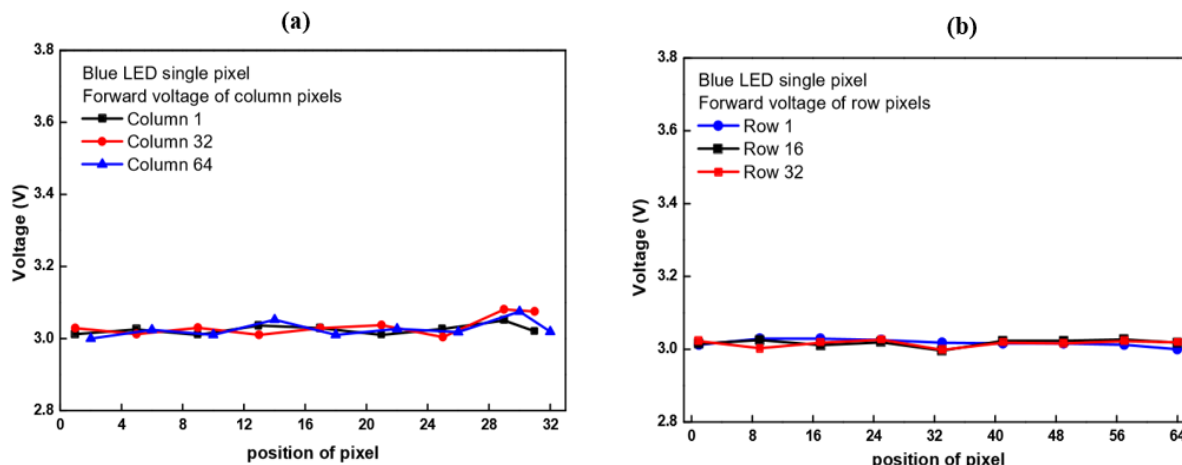 (a)
3.8
3.6
3.4
3.2
3.0
2.8
Voltage (V)
Blue LED single pixel
Forward voltage of column pixels
Column 1
Column 32
Column 64
0 4 8 12 16 20 24 28 32
position of pixel
(b)
3.8
3.6
3.4
3.2
3.0
2.8
Voltage (V)
Blue LED single pixel
Forward voltage of row pixels
Row 1
Row 16
Row 32
0 8 16 24 32 40 48 56 64
position of pixel